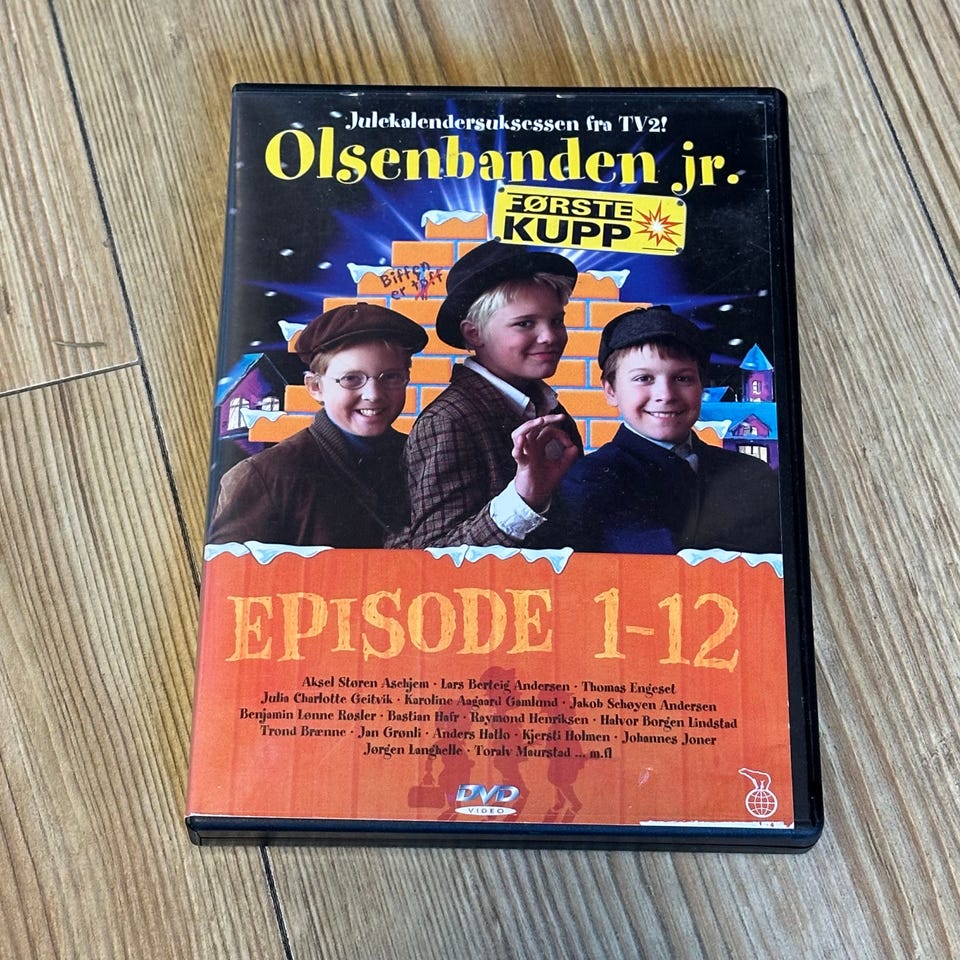 Julekalendersuksessen fra TV2!
Olsenbanden jr.
FØRSTE
KUPP
Biffen
er tøff
EPISODE 1-12
Aksel Støren Aschjem · Lars Berteig Andersen · Thomas Engeset
Julia Charlotte Geitvik · Karoline Aagaard Gamlund · Jakob Schøyen Andersen
Benjamin Lønne Røsler · Bastian Hafr · Raymond Henriksen · Halvor Borgen Lindstad
Trond Brænne · Jan Grønli · Anders Hatlo · Kjersti Holmen · Johannes Joner
Jørgen Langhelle · Toralv Maurstad ... m.fl
DVD
VIDEO